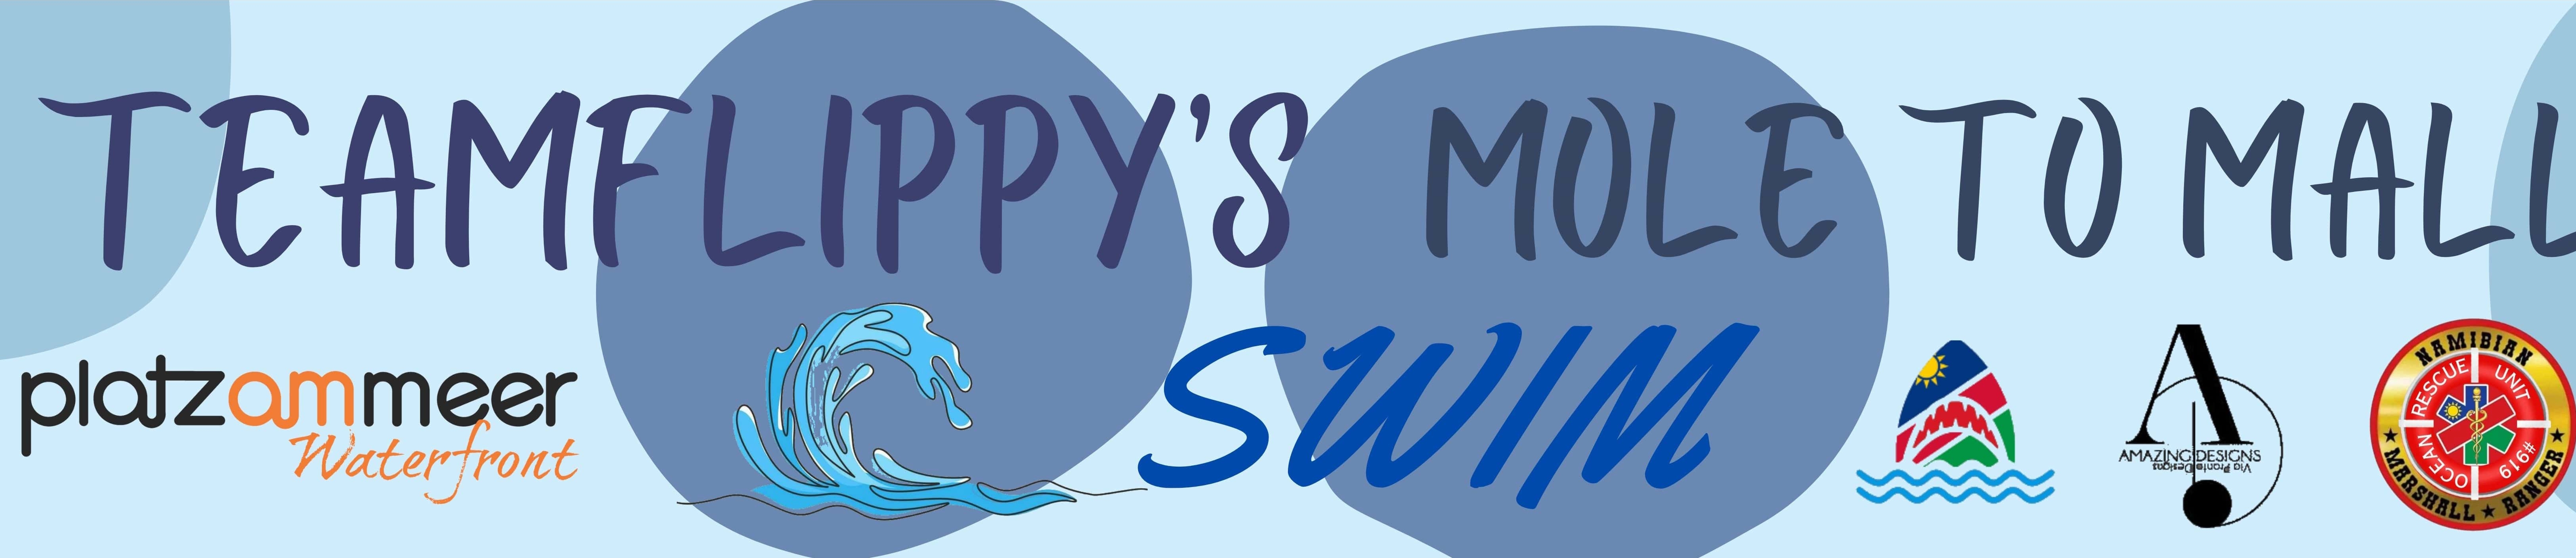 TEAMFLIPPY'S MOLE TO MALL
SWIM
platzammeer
Waterfront
AMAZING DESIGNS
Via Pronto Designs
NAMIBIAN
OCEAN RESCUE UNIT #919
★ MARSHALL ★ RANGER ★